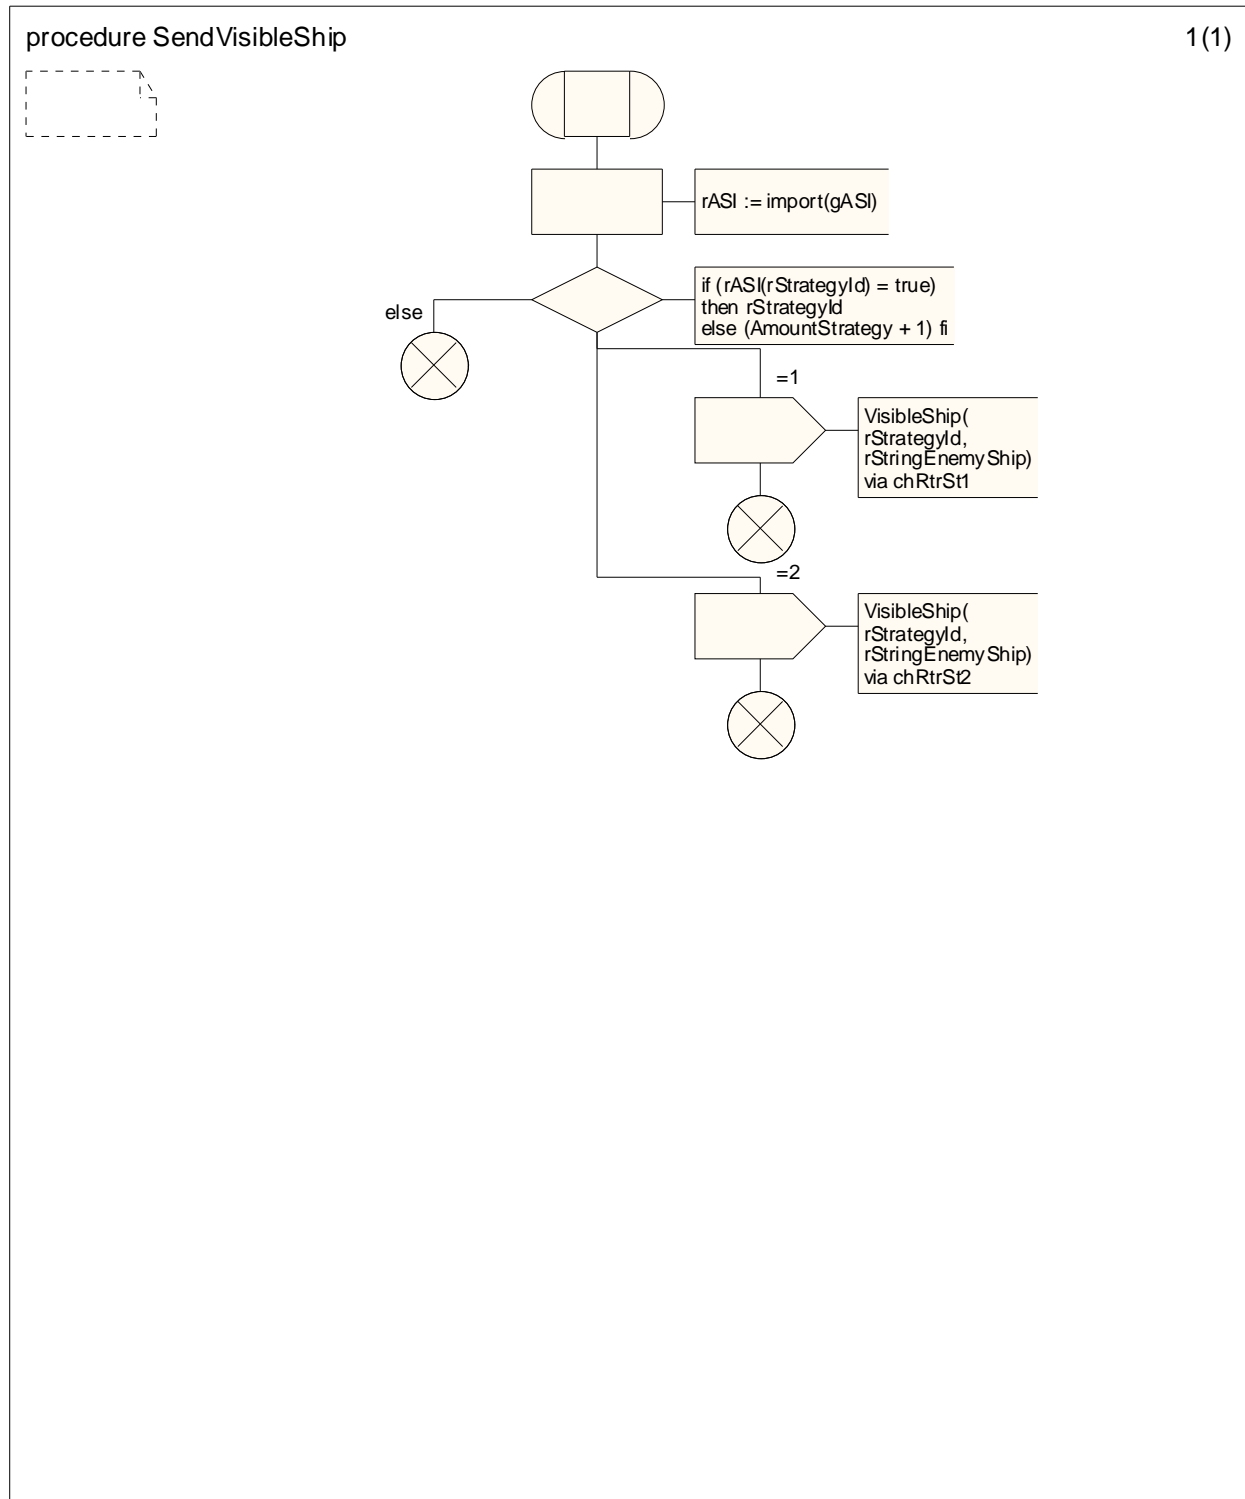 procedure SendVisibleShip
1(1)
rASI := import(gASI)
if (rASI(rStrategyId) = true)
then rStrategyId
else (AmountStrategy + 1) fi
else
=1
VisibleShip(
rStrategyId,
rStringEnemyShip)
via chRtrSt1
=2
VisibleShip(
rStrategyId,
rStringEnemyShip)
via chRtrSt2